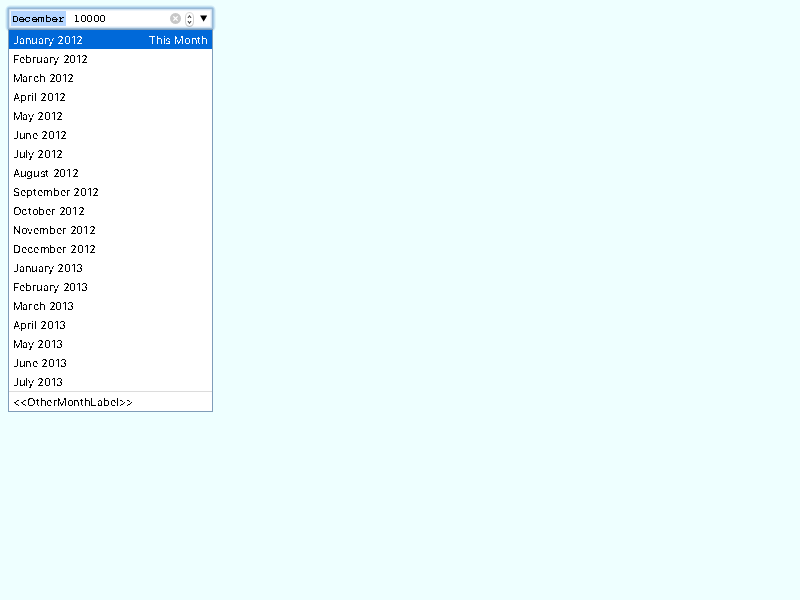 December 10000
January 2012 This Month
February 2012
March 2012
April 2012
May 2012
June 2012
July 2012
August 2012
September 2012
October 2012
November 2012
December 2012
January 2013
February 2013
March 2013
April 2013
May 2013
June 2013
July 2013
<<OtherMonthLabel>>